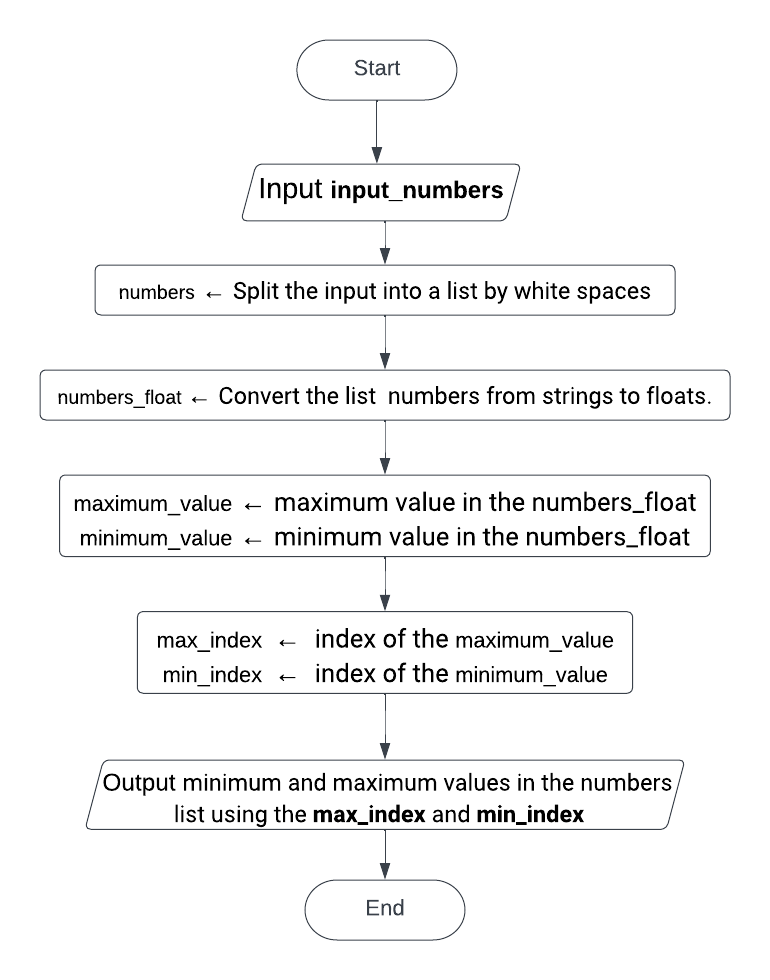 Start
Input input_numbers
numbers ← Split the input into a list by white spaces
numbers_float ← Convert the list numbers from strings to floats.
maximum_value ← maximum value in the numbers_float
minimum_value ← minimum value in the numbers_float
max_index ← index of the maximum_value
min_index ← index of the minimum_value
Output minimum and maximum values in the numbers
list using the max_index and min_index
End